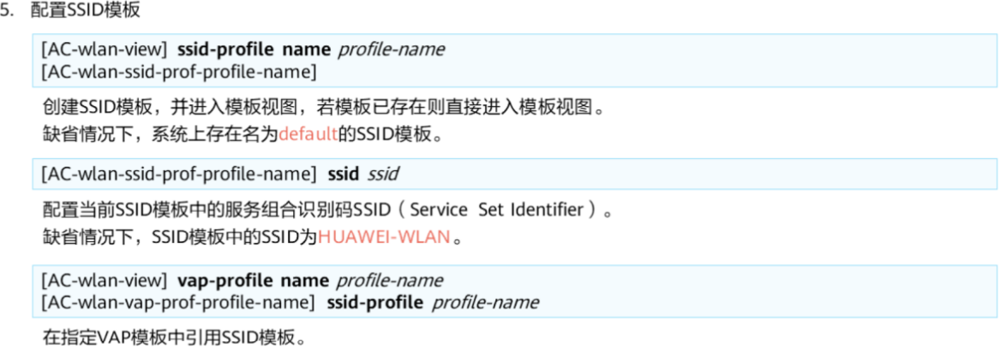 5. 配置SSID模板
[AC-wlan-view] ssid-profile name profile-name
[AC-wlan-ssid-prof-profile-name]
创建SSID模板，并进入模板视图，若模板已存在则直接进入模板视图。
缺省情况下，系统上存在名为default的SSID模板。
[AC-wlan-ssid-prof-profile-name] ssid ssid
配置当前SSID模板中的服务组合识别码SSID（Service Set Identifier）。
缺省情况下，SSID模板中的SSID为HUAWEI-WLAN。
[AC-wlan-view] vap-profile name profile-name
[AC-wlan-vap-prof-profile-name] ssid-profile profile-name
在指定VAP模板中引用SSID模板。